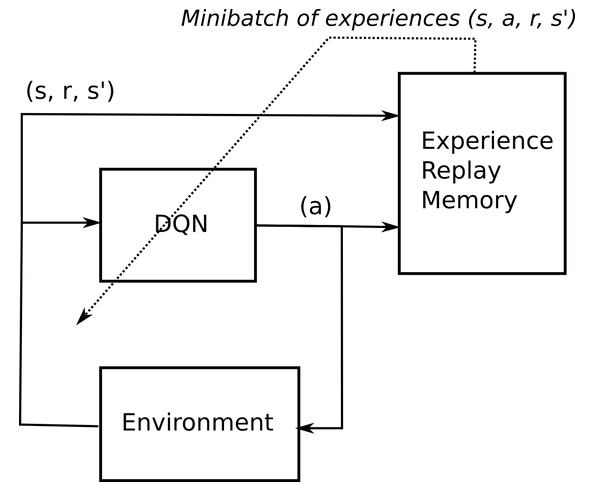 Minibatch of experiences (s, a, r, s')
(s, r, s')
Experience
Replay
Memory
DQN
(a)
Environment